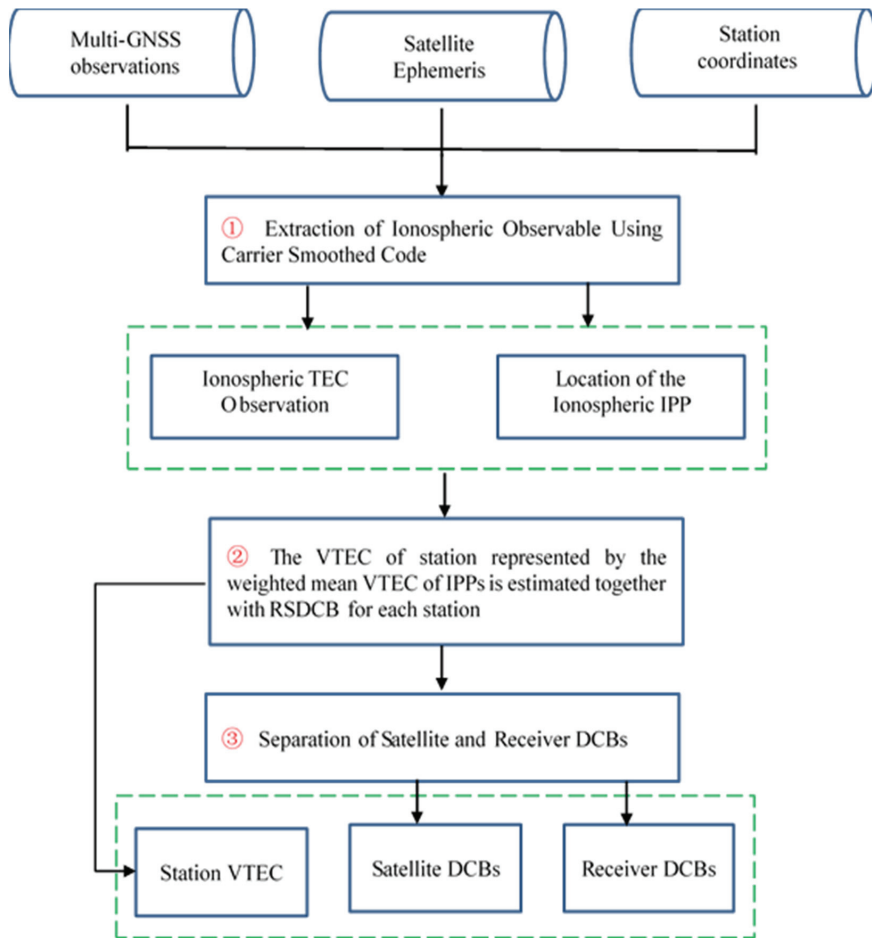 Multi-GNSS
observations
Satellite
Ephemeris
Station
coordinates
① Extraction of Ionospheric Observable Using
Carrier Smoothed Code
Ionospheric TEC
Observation
Location of the
Ionospheric IPP
② The VTEC of station represented by the
weighted mean VTEC of IPPs is estimated together
with RSDCB for each station
③ Separation of Satellite and Receiver DCBs
Station VTEC
Satellite DCBs
Receiver DCBs